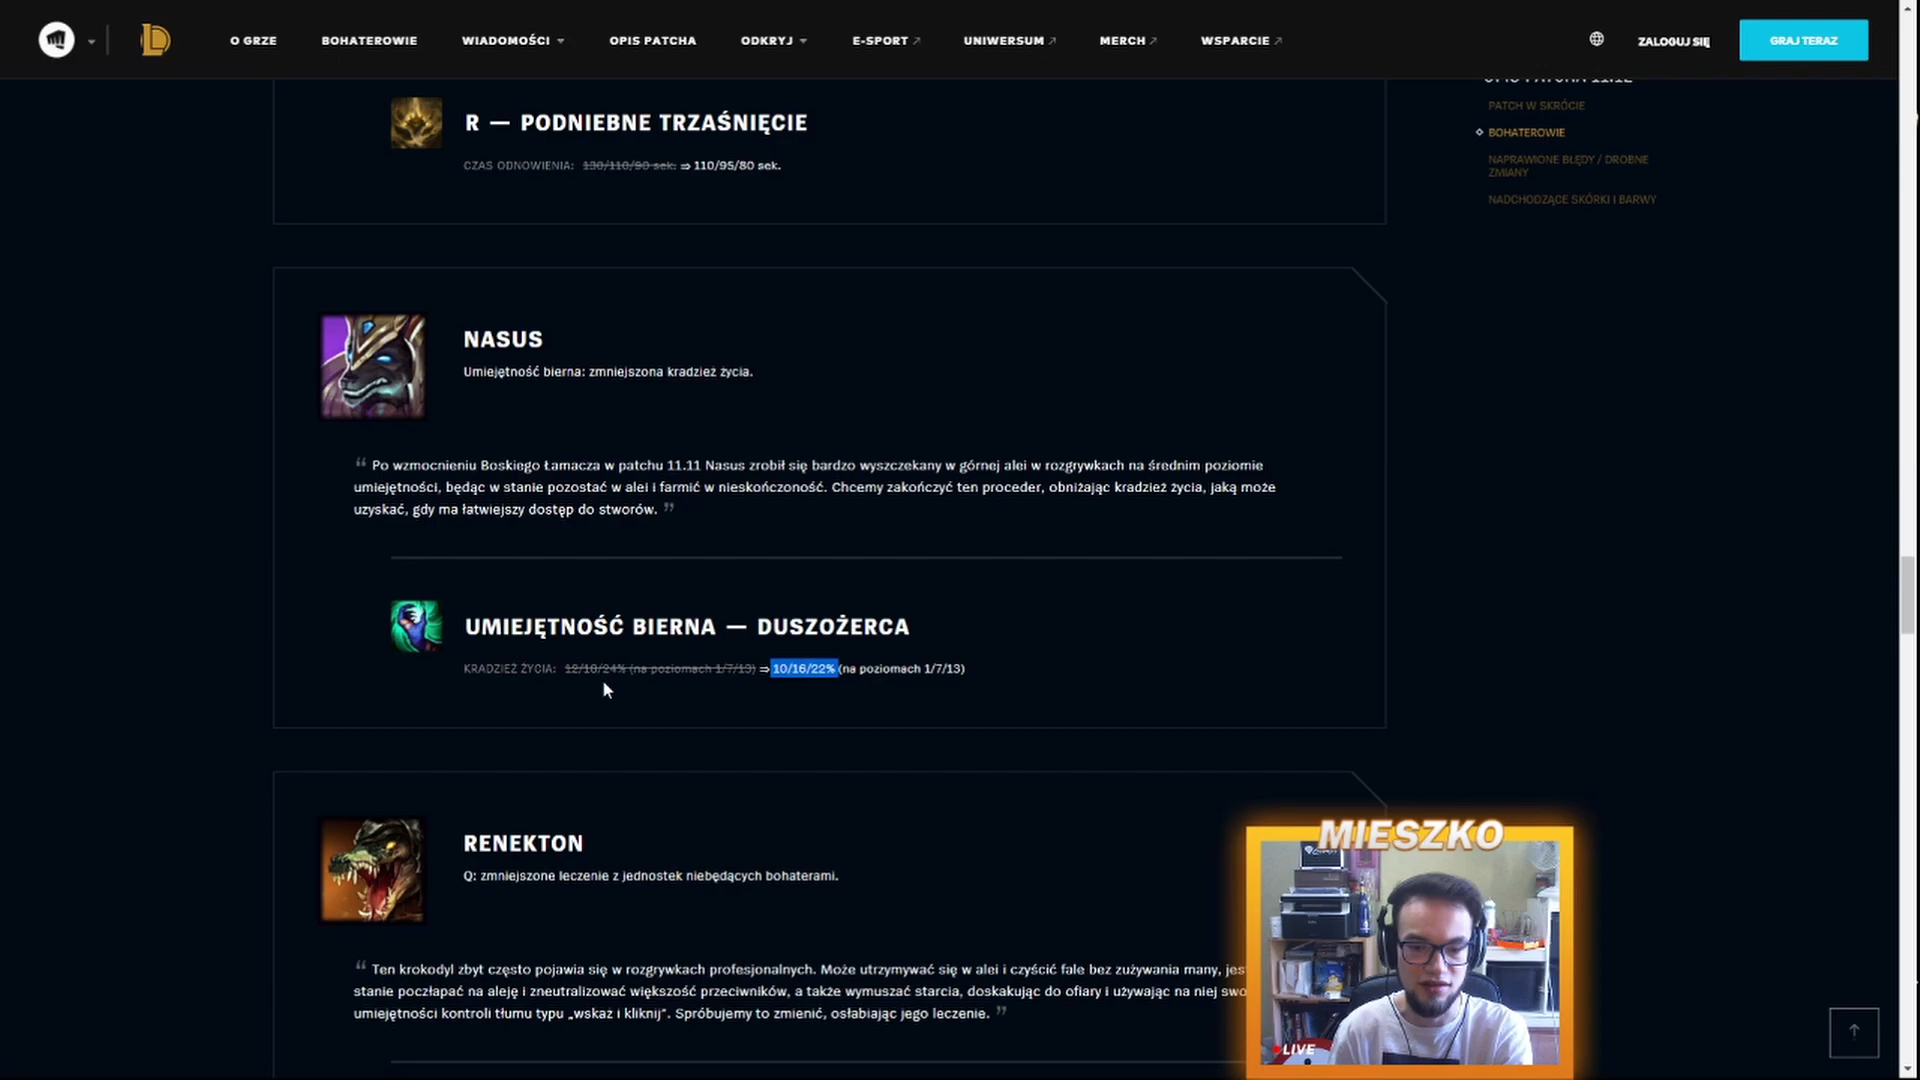 O GRZE BOHATEROWIE WIADOMOŚCI OPIS PATCHA ODKRYJ E-SPORT UNIWERSUM MERCH WSPARCIE ZALOGUJ SIĘ GRAJ TERAZ
OPIS PATCHA 11.12
PATCH W SKRÓCIE
BOHATEROWIE
NAPRAWIONE BŁĘDY / DROBNE
ZMIANY
NADCHODZĄCE SKÓRKI I BARWY
R — PODNIEBNE TRZAŚNIĘCIE
CZAS ODNOWIENIA: 130/110/90 sek. ⇒ 110/95/80 sek.
NASUS
Umiejętność bierna: zmniejszona kradzież życia.
“ Po wzmocnieniu Boskiego Łamacza w patchu 11.11 Nasus zrobił się bardzo wyszczekany w górnej alei w rozgrywkach na średnim poziomie
umiejętności, będąc w stanie pozostać w alei i farmić w nieskończoność. Chcemy zakończyć ten proceder, obniżając kradzież życia, jaką może
uzyskać, gdy ma łatwiejszy dostęp do stworów. ”
UMIEJĘTNOŚĆ BIERNA — DUSZOŻERCA
KRADZIEŻ ŻYCIA: 12/18/24% (na poziomach 1/7/13) ⇒ 10/16/22% (na poziomach 1/7/13)
RENEKTON
Q: zmniejszone leczenie z jednostek niebędących bohaterami.
“ Ten krokodyl zbyt często pojawia się w rozgrywkach profesjonalnych. Może utrzymywać się w alei i czyścić fale bez zużywania many, jes
stanie poczłapać na aleję i zneutralizować większość przeciwników, a także wymuszać starcia, doskakując do ofiary i używając na niej swo
umiejętności kontroli tłumu typu „wskaż i kliknij”. Spróbujemy to zmienić, osłabiając jego leczenie. ”
MIESZKO
LIVE